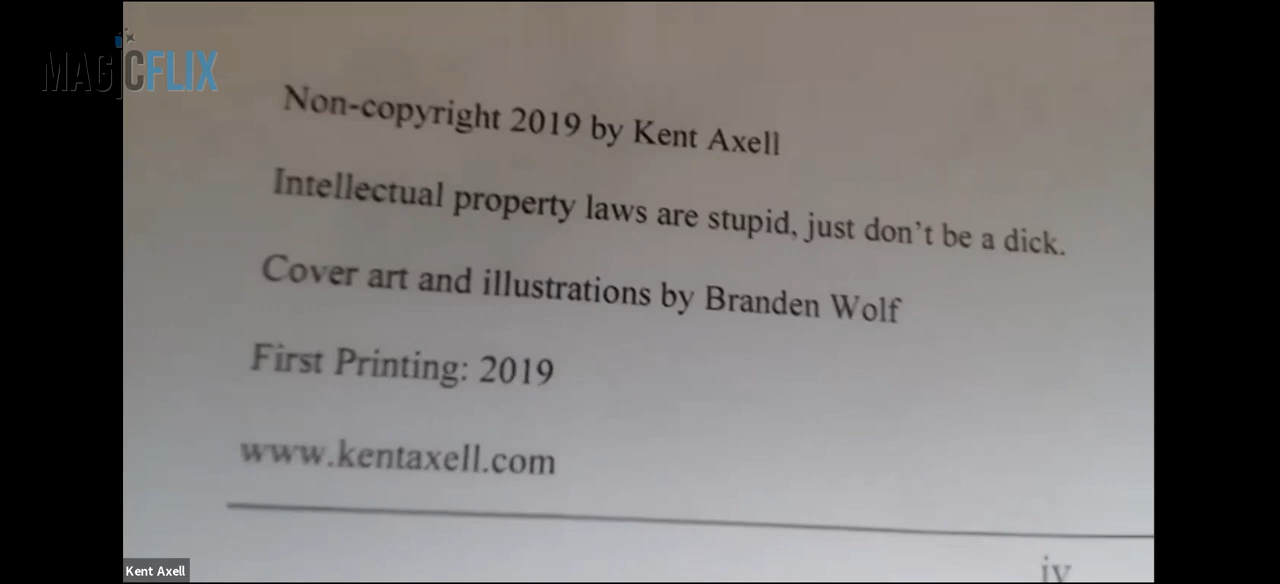 MAGICFLIX
Non-copyright 2019 by Kent Axell
Intellectual property laws are stupid, just don’t be a dick.
Cover art and illustrations by Branden Wolf
First Printing: 2019
www.kentaxell.com
iv
Kent Axell